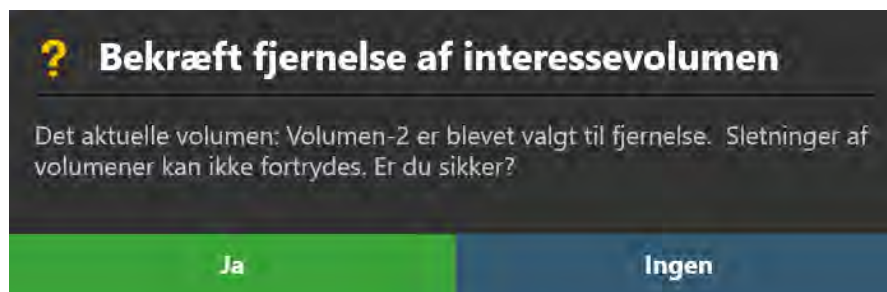 ? Bekræft fjernelse af interessevolumen
Det aktuelle volumen: Volumen-2 er blevet valgt til fjernelse.  Sletninger af
volumener kan ikke fortrydes. Er du sikker?
Ja
Ingen